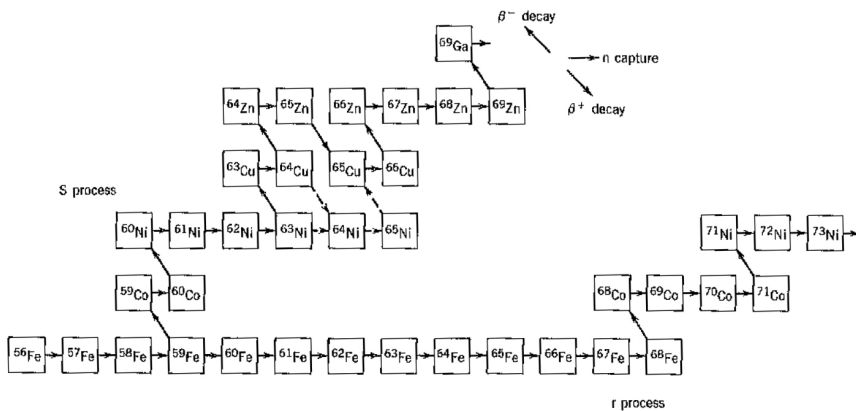 β⁻ decay
⁶⁹Ga
n capture
β⁺ decay
⁶⁴Zn ⁶⁵Zn ⁶⁶Zn ⁶⁷Zn ⁶⁸Zn ⁶⁹Zn
⁶³Cu ⁶⁴Cu ⁶⁵Cu ⁶⁶Cu
S process
⁶⁰Ni ⁶¹Ni ⁶²Ni ⁶³Ni ⁶⁴Ni ⁶⁵Ni ⁷¹Ni ⁷²Ni ⁷³Ni
⁵⁹Co ⁶⁰Co ⁶⁸Co ⁶⁹Co ⁷⁰Co ⁷¹Co
⁵⁶Fe ⁵⁷Fe ⁵⁸Fe ⁵⁹Fe ⁶⁰Fe ⁶¹Fe ⁶²Fe ⁶³Fe ⁶⁴Fe ⁶⁵Fe ⁶⁶Fe ⁶⁷Fe ⁶⁸Fe
r process